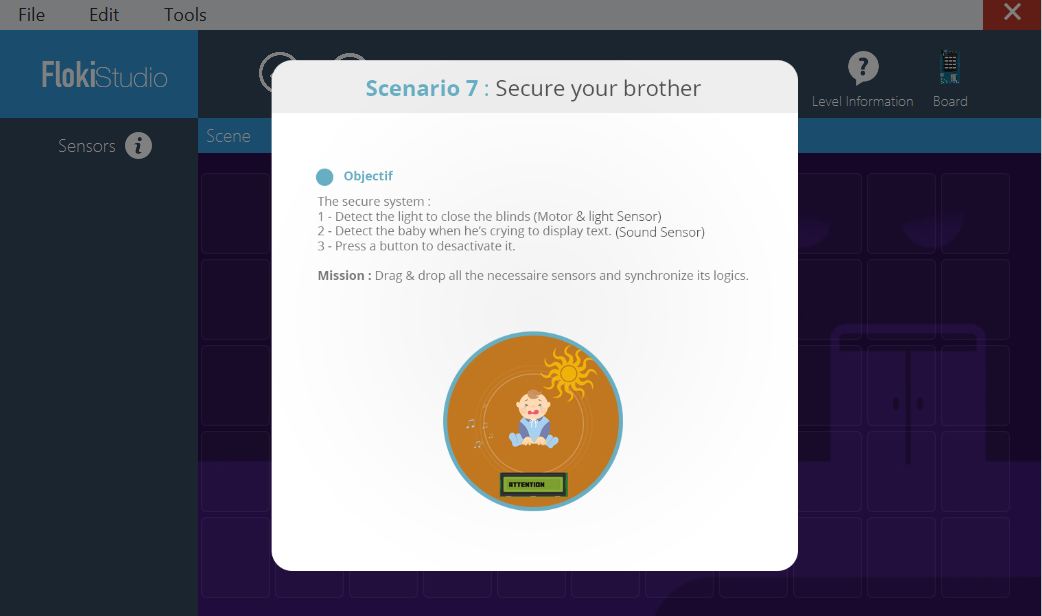 File Edit Tools
FlokiStudio
Level Information Board
Scenario 7 : Secure your brother
Sensors i
Scene
Objectif
The secure system :
1 - Detect the light to close the blinds (Motor & light Sensor)
2 - Detect the baby when he's crying to display text. (Sound Sensor)
3 - Press a button to desactivate it.
Mission : Drag & drop all the necessaire sensors and synchronize its logics.
ATTENTION